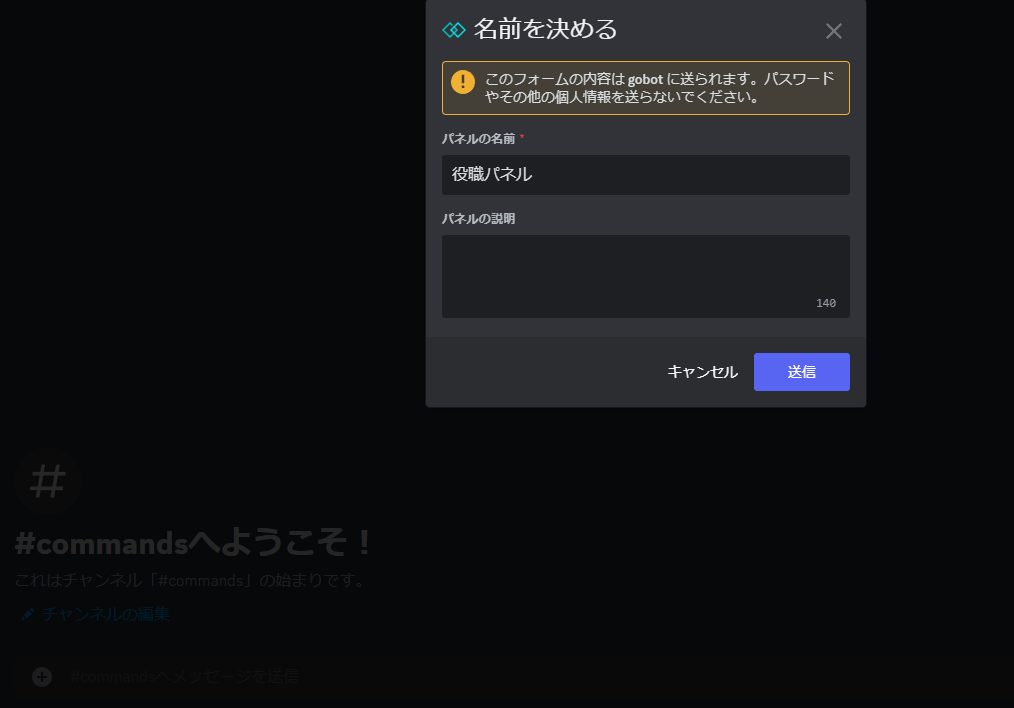 名前を決める
このフォームの内容は gobot に送られます。パスワード
やその他の個人情報を送らないでください。
パネルの名前 *
役職パネル
パネルの説明
140
キャンセル 送信
#commandsへようこそ！
これはチャンネル「#commands」の始まりです。
チャンネルの編集
#commandsへメッセージを送信